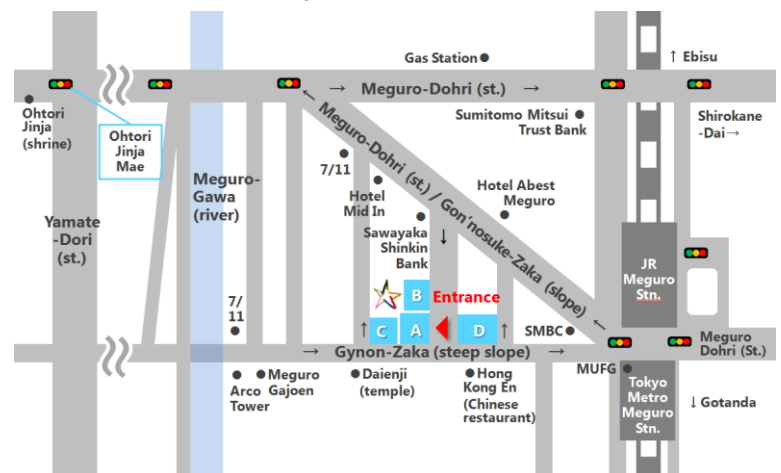 Gas Station
↑ Ebisu
→ Meguro-Dohri (st.) →
Ohtori
Jinja
(shrine)
Ohtori
Jinja
Mae
Sumitomo Mitsui
Trust Bank
Shirokane
-Dai→
← Meguro-Dohri (st.) / Gon'nosuke-Zaka (slope) ←
7/11
Meguro-
Gawa
(river)
Hotel
Mid In
Hotel Abest
Meguro
Yamate
-Dori
(st.)
Sawayaka
Shinkin
Bank
↓
JR
Meguro
Stn.
B
Entrance
7/
11
↑
C
A
D
↑
SMBC
Meguro
Dohri (St.)
→ Gynon-Zaka (steep slope) →
MUFG
Arco
Tower
Meguro
Gajoen
Daienji
(temple)
Hong
Kong En
(Chinese
restaurant)
Tokyo
Metro
Meguro
Stn.
↓ Gotanda